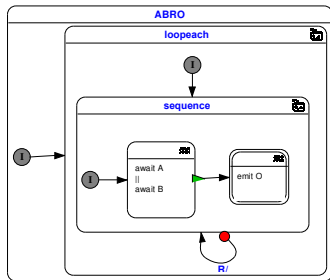 ABRO
loopeach
I
sequence
I
I
await A
||
await B
emit O
R/